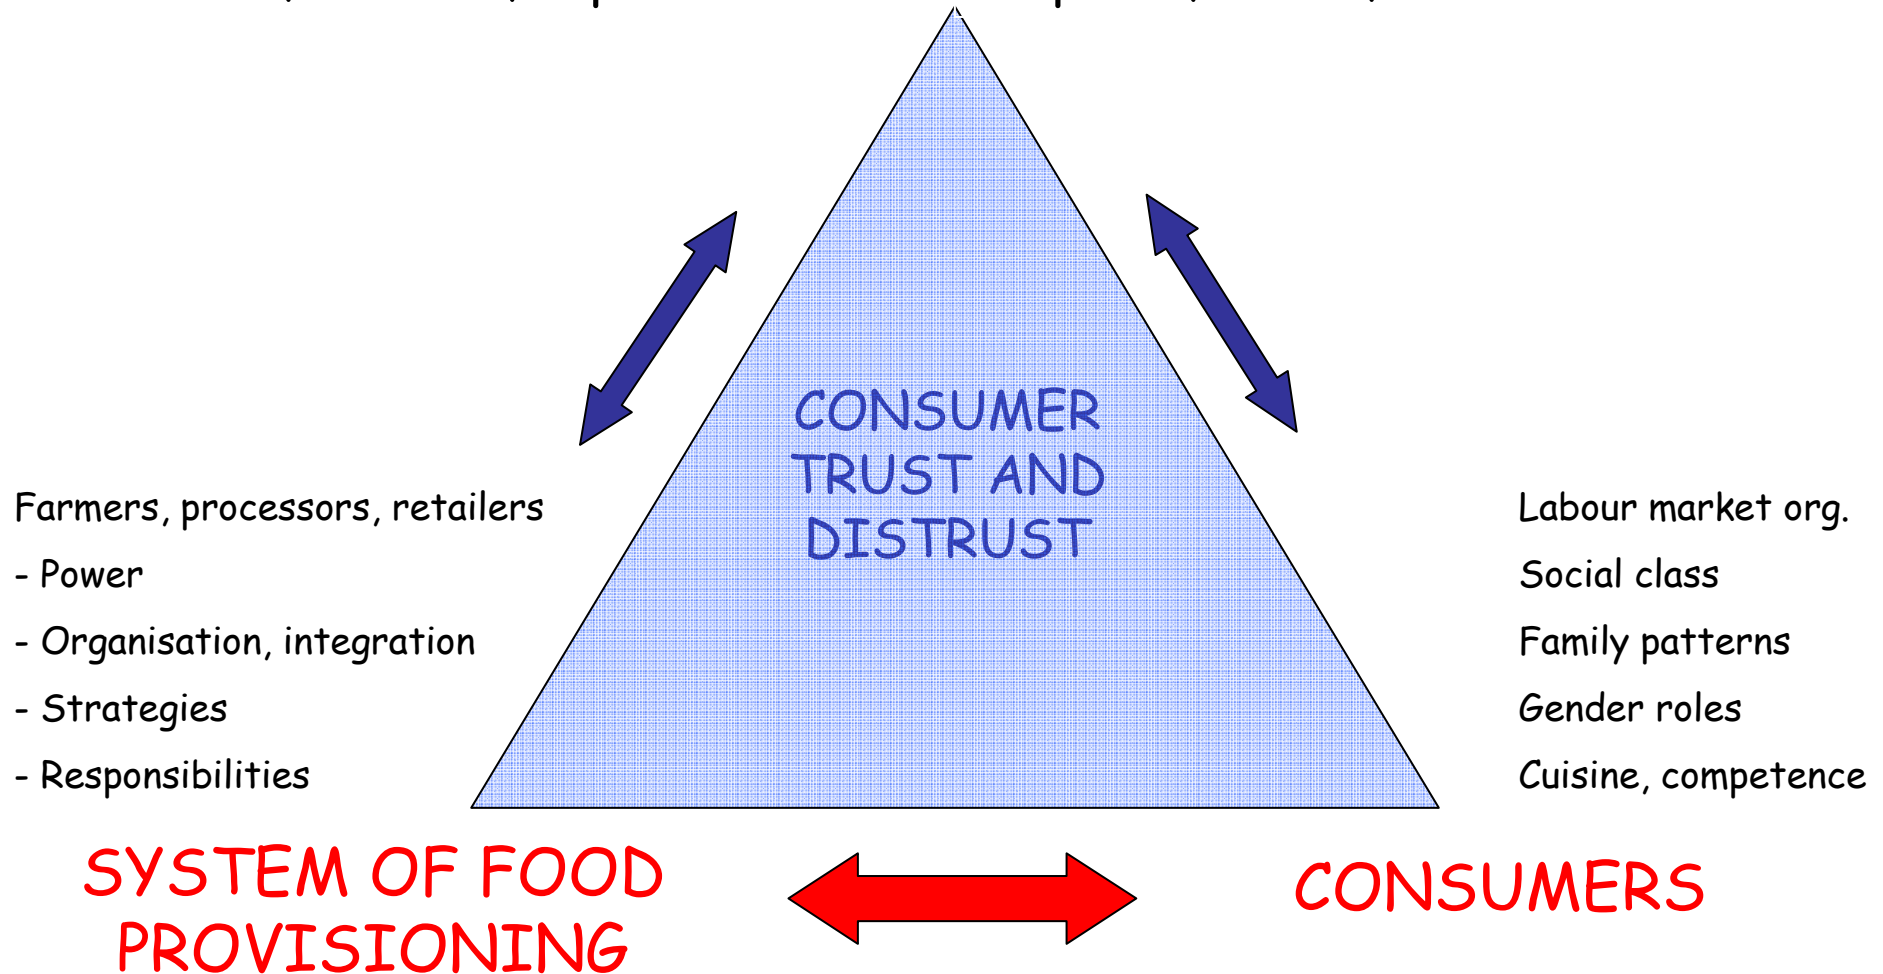 CONSUMER
TRUST AND
DISTRUST
Farmers, processors, retailers
- Power
- Organisation, integration
- Strategies
- Responsibilities
Labour market org.
Social class
Family patterns
Gender roles
Cuisine, competence
SYSTEM OF FOOD
PROVISIONING
CONSUMERS